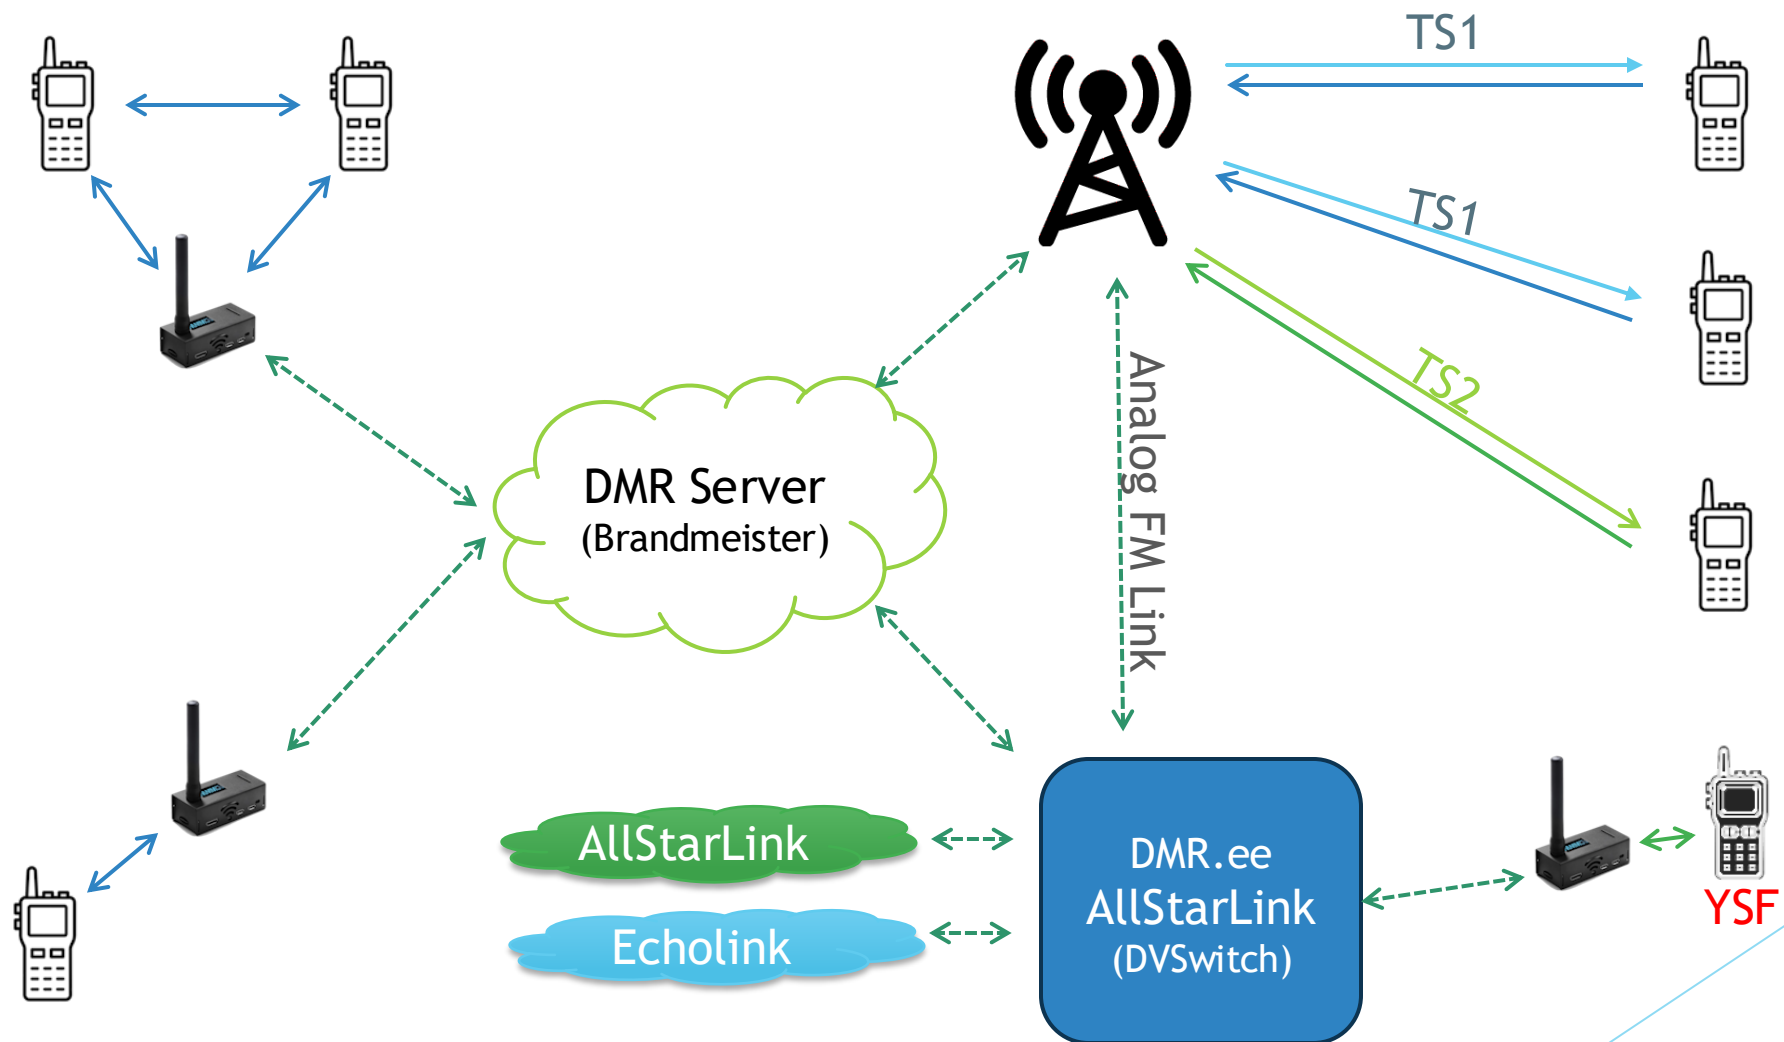 TS1
TS1
TS2
Analog FM Link
DMR Server
(Brandmeister)
AllStarLink
Echolink
DMR.ee
AllStarLink
(DVSwitch)
YSF